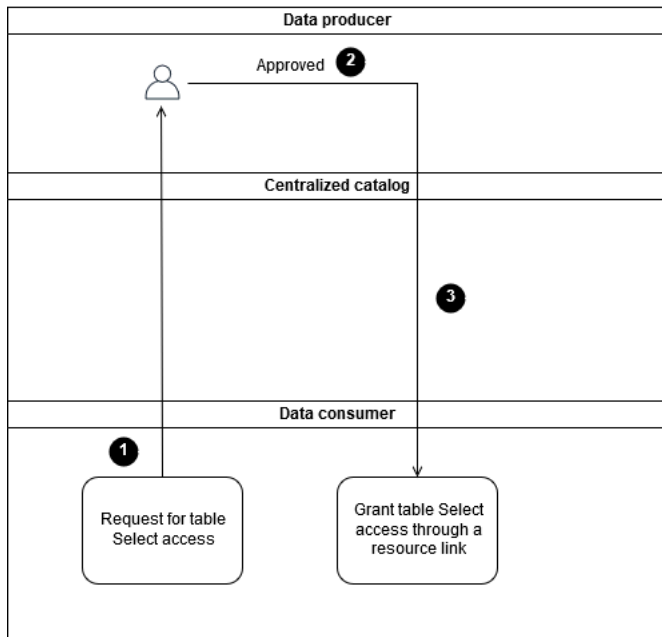 Data producer
Approved 2
Centralized catalog
3
Data consumer
1
Request for table
Select access
Grant table Select
access through a
resource link